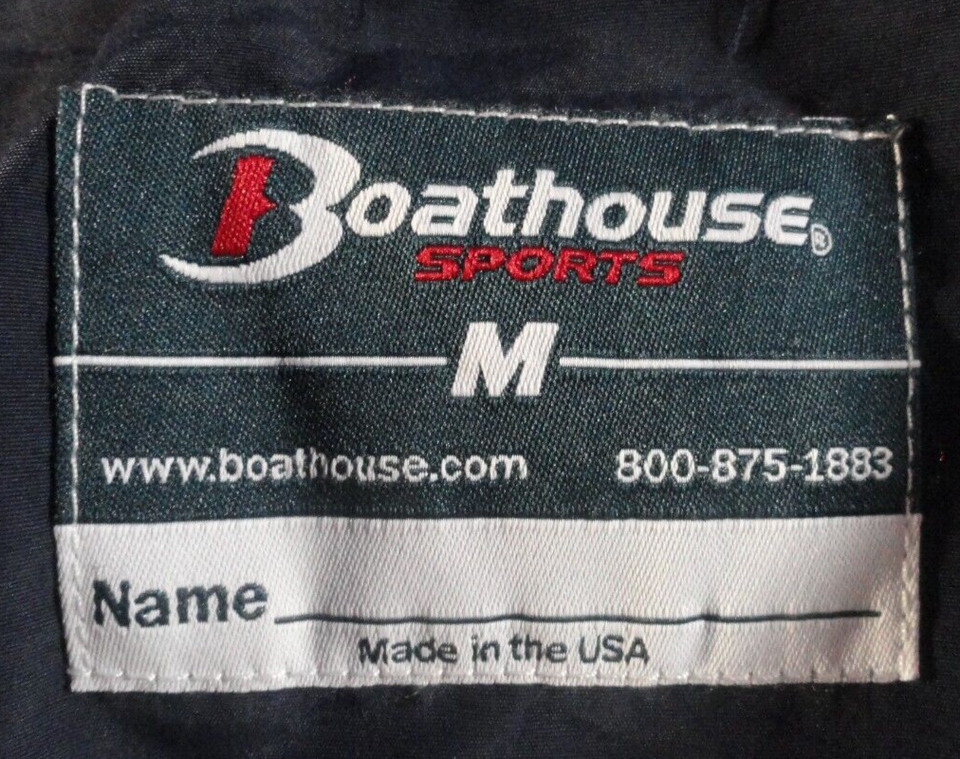 Boathouse®
SPORTS
M
www.boathouse.com 800-875-1883
Name
Made in the USA